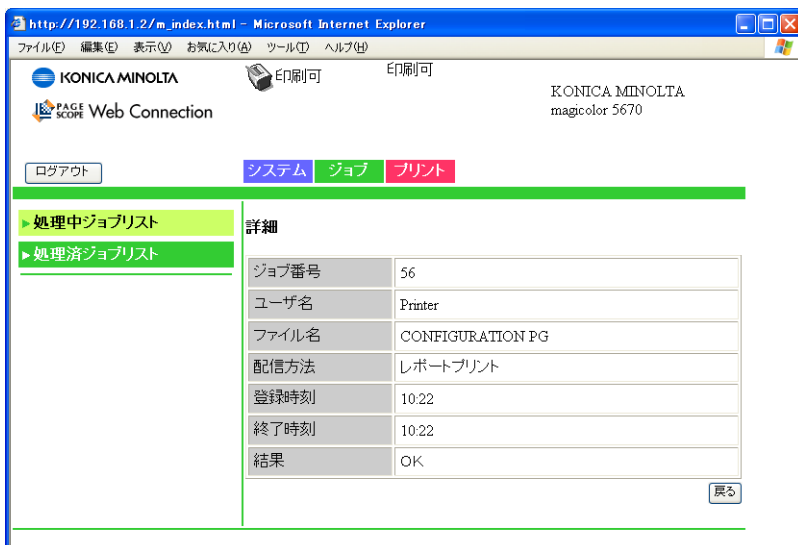 http://192.168.1.2/m_index.html - Microsoft Internet Explorer
ファイル(F) 編集(E) 表示(V) お気に入り(A) ツール(T) ヘルプ(H)
KONICA MINOLTA
印刷可
印刷可
KONICA MINOLTA
magicolor 5670
PAGE SCOPE Web Connection
ログアウト
システム ジョブ プリント
処理中ジョブリスト
処理済ジョブリスト
詳細
ジョブ番号 56
ユーザ名 Printer
ファイル名 CONFIGURATION PG
配信方法 レポートプリント
登録時刻 10:22
終了時刻 10:22
結果 OK
戻る